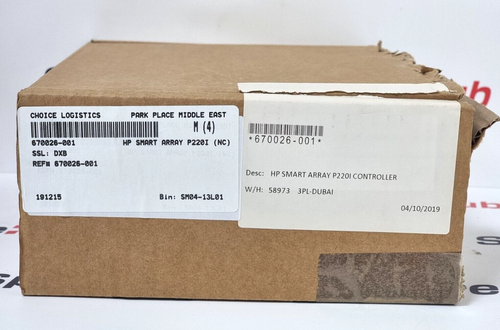 CHOICE LOGISTICS PARK PLACE MIDDLE EAST
M (4)
670026-001 HP SMART ARRAY P220I (NC)
SSL: DXB
REF# 670026-001
191215 Bin: SM04-13L01
*670026-001*
Desc: HP SMART ARRAY P220I CONTROLLER
W/H: 58973 3PL-DUBAI
04/10/2019